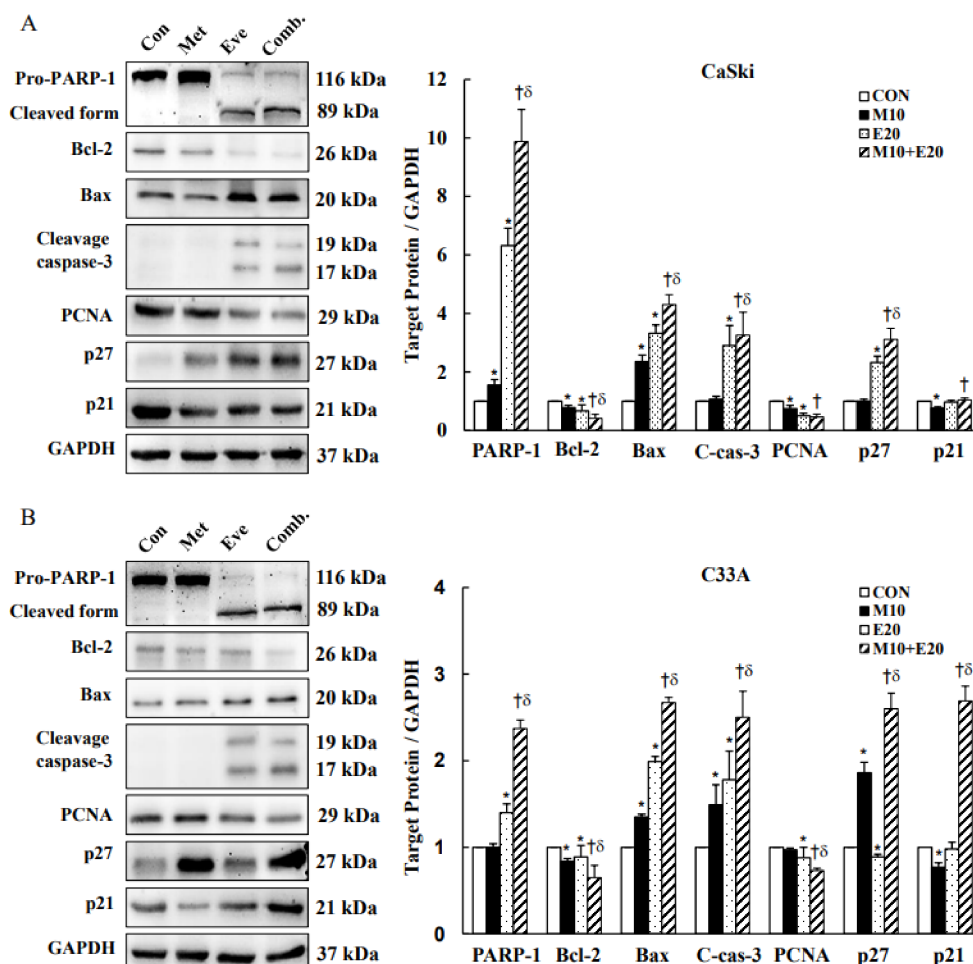 A
Con Met Eve Comb.
Pro-PARP-1 116 kDa
Cleaved form 89 kDa
Bcl-2 26 kDa
Bax 20 kDa
Cleavage
caspase-3
19 kDa
17 kDa
PCNA 29 kDa
p27 27 kDa
p21 21 kDa
GAPDH 37 kDa
CaSki
CON
M10
E20
M10+E20
Target Protein / GAPDH
12
10
8
6
4
2
0
* * †δ
* * †δ
* * †δ
* †δ
* * †
* †δ
* †
PARP-1 Bcl-2 Bax C-cas-3 PCNA p27 p21
B
Con Met Eve Comb.
Pro-PARP-1 116 kDa
Cleaved form 89 kDa
Bcl-2 26 kDa
Bax 20 kDa
Cleavage
caspase-3
19 kDa
17 kDa
PCNA 29 kDa
p27 27 kDa
p21 21 kDa
GAPDH 37 kDa
C33A
CON
M10
E20
M10+E20
Target Protein / GAPDH
4
3
2
1
0
* †δ
* * †δ
* * †δ
* * †δ
* †δ
* * †δ
* †δ
PARP-1 Bcl-2 Bax C-cas-3 PCNA p27 p21